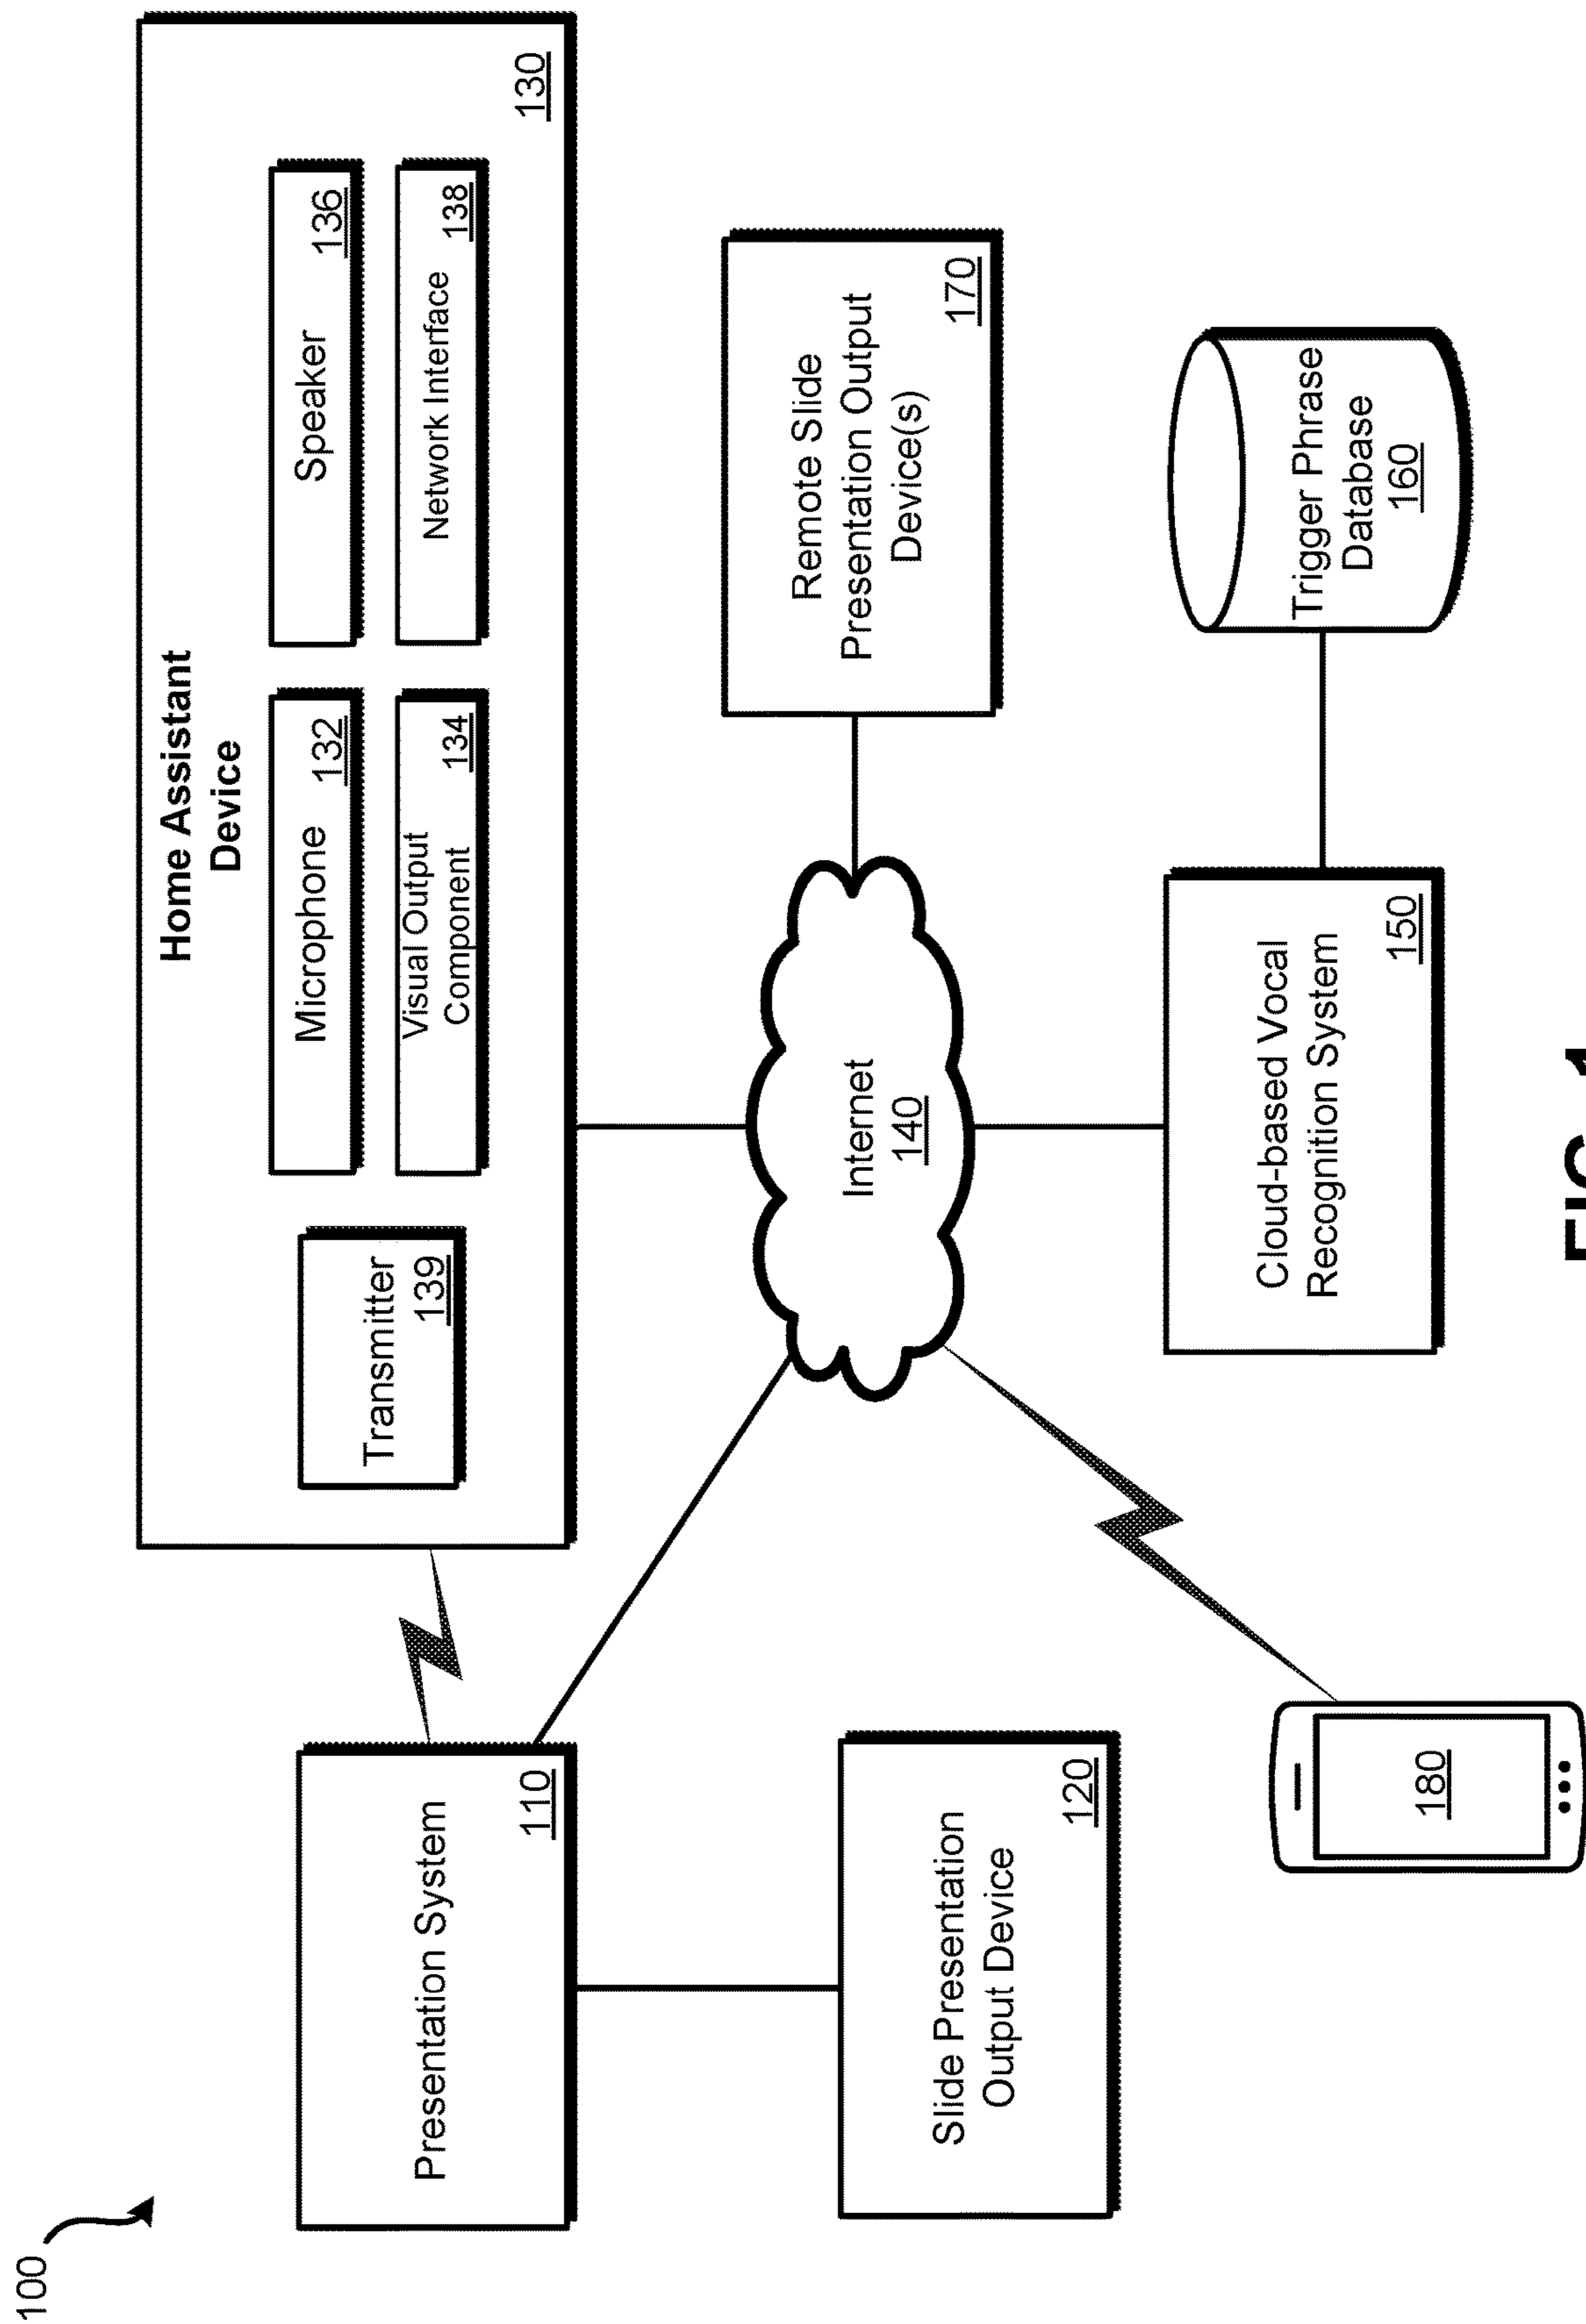 100
Home Assistant
Device
Transmitter
139
Microphone
132
Speaker
136
Visual Output
Component
134
Network Interface
138
130
Presentation System
110
Slide Presentation
Output Device
120
Internet
140
Remote Slide
Presentation Output
Device(s)
170
Cloud-based Vocal
Recognition System
150
Trigger Phrase
Database
160
180